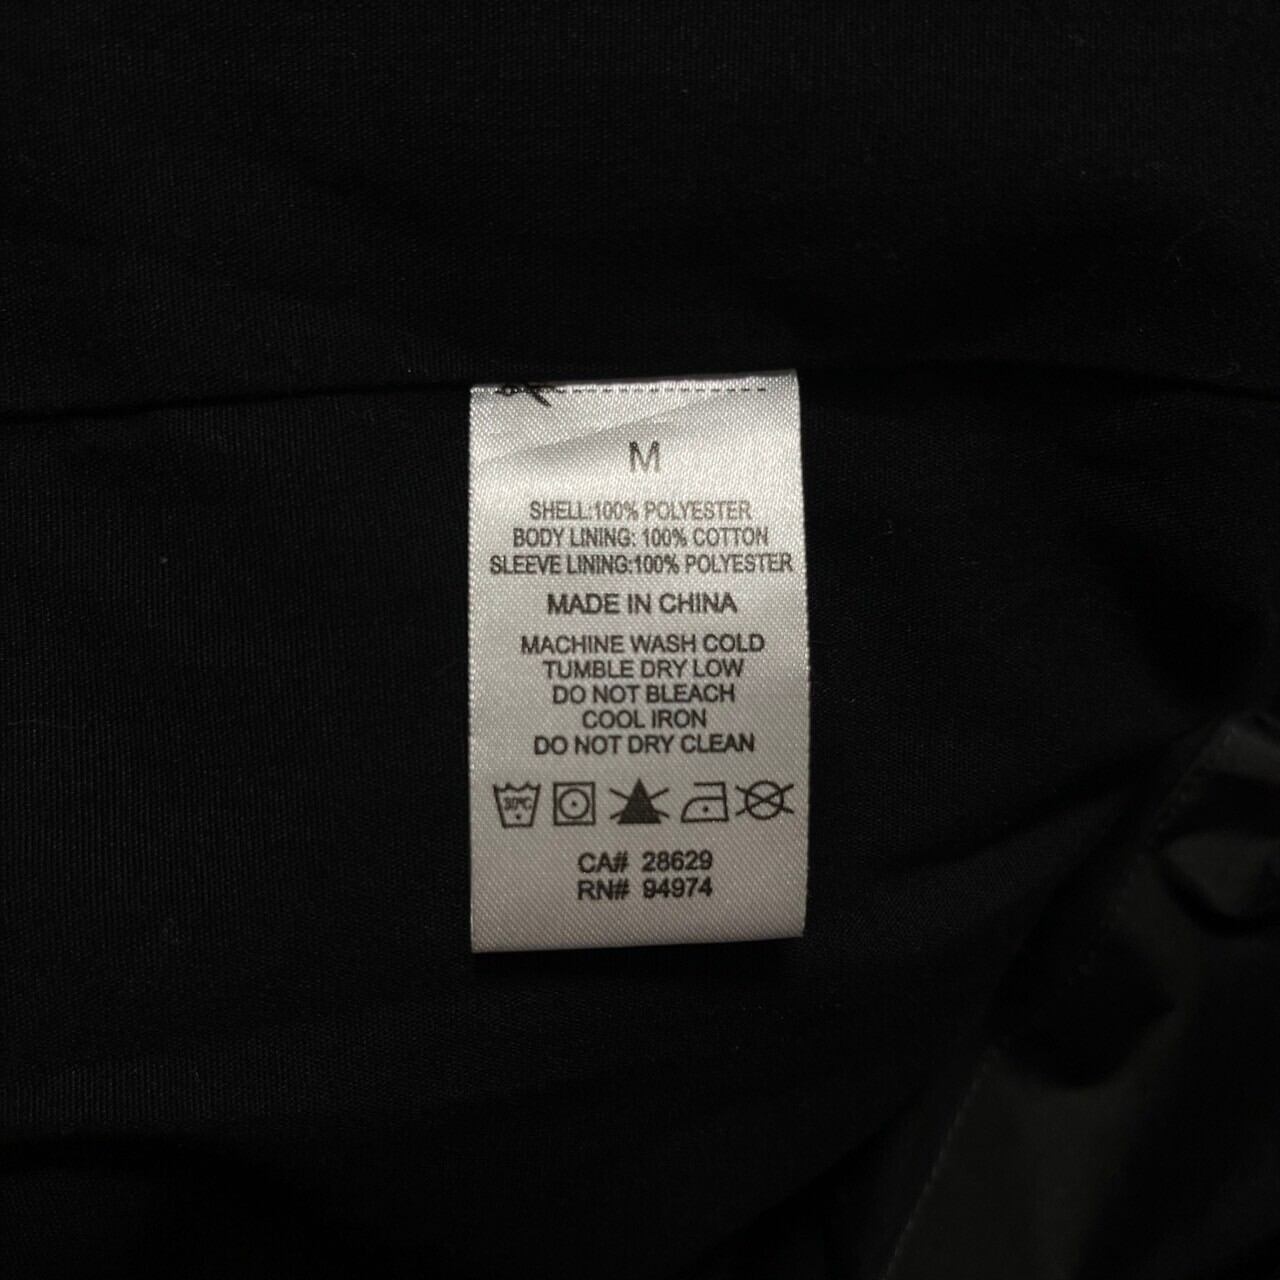 M
SHELL:100% POLYESTER
BODY LINING: 100% COTTON
SLEEVE LINING:100% POLYESTER
MADE IN CHINA
MACHINE WASH COLD
TUMBLE DRY LOW
DO NOT BLEACH
COOL IRON
DO NOT DRY CLEAN
30°C
CA# 28629
RN# 94974